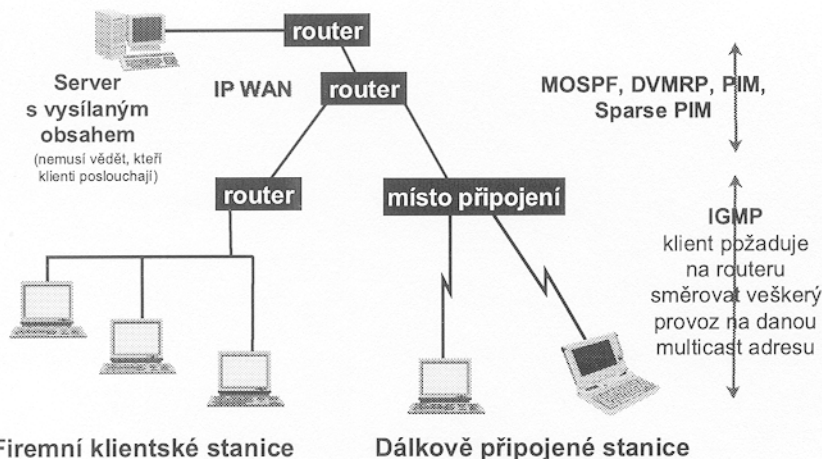 router
Server
s vysílaným
obsahem
(nemusí vědět, kteří
klienti poslouchají)
IP WAN
router
MOSPF, DVMRP, PIM,
Sparse PIM
router
místo připojení
IGMP
klient požaduje
na routeru
směrovat veškerý
provoz na danou
multicast adresu
Firemní klientské stanice
Dálkově připojené stanice